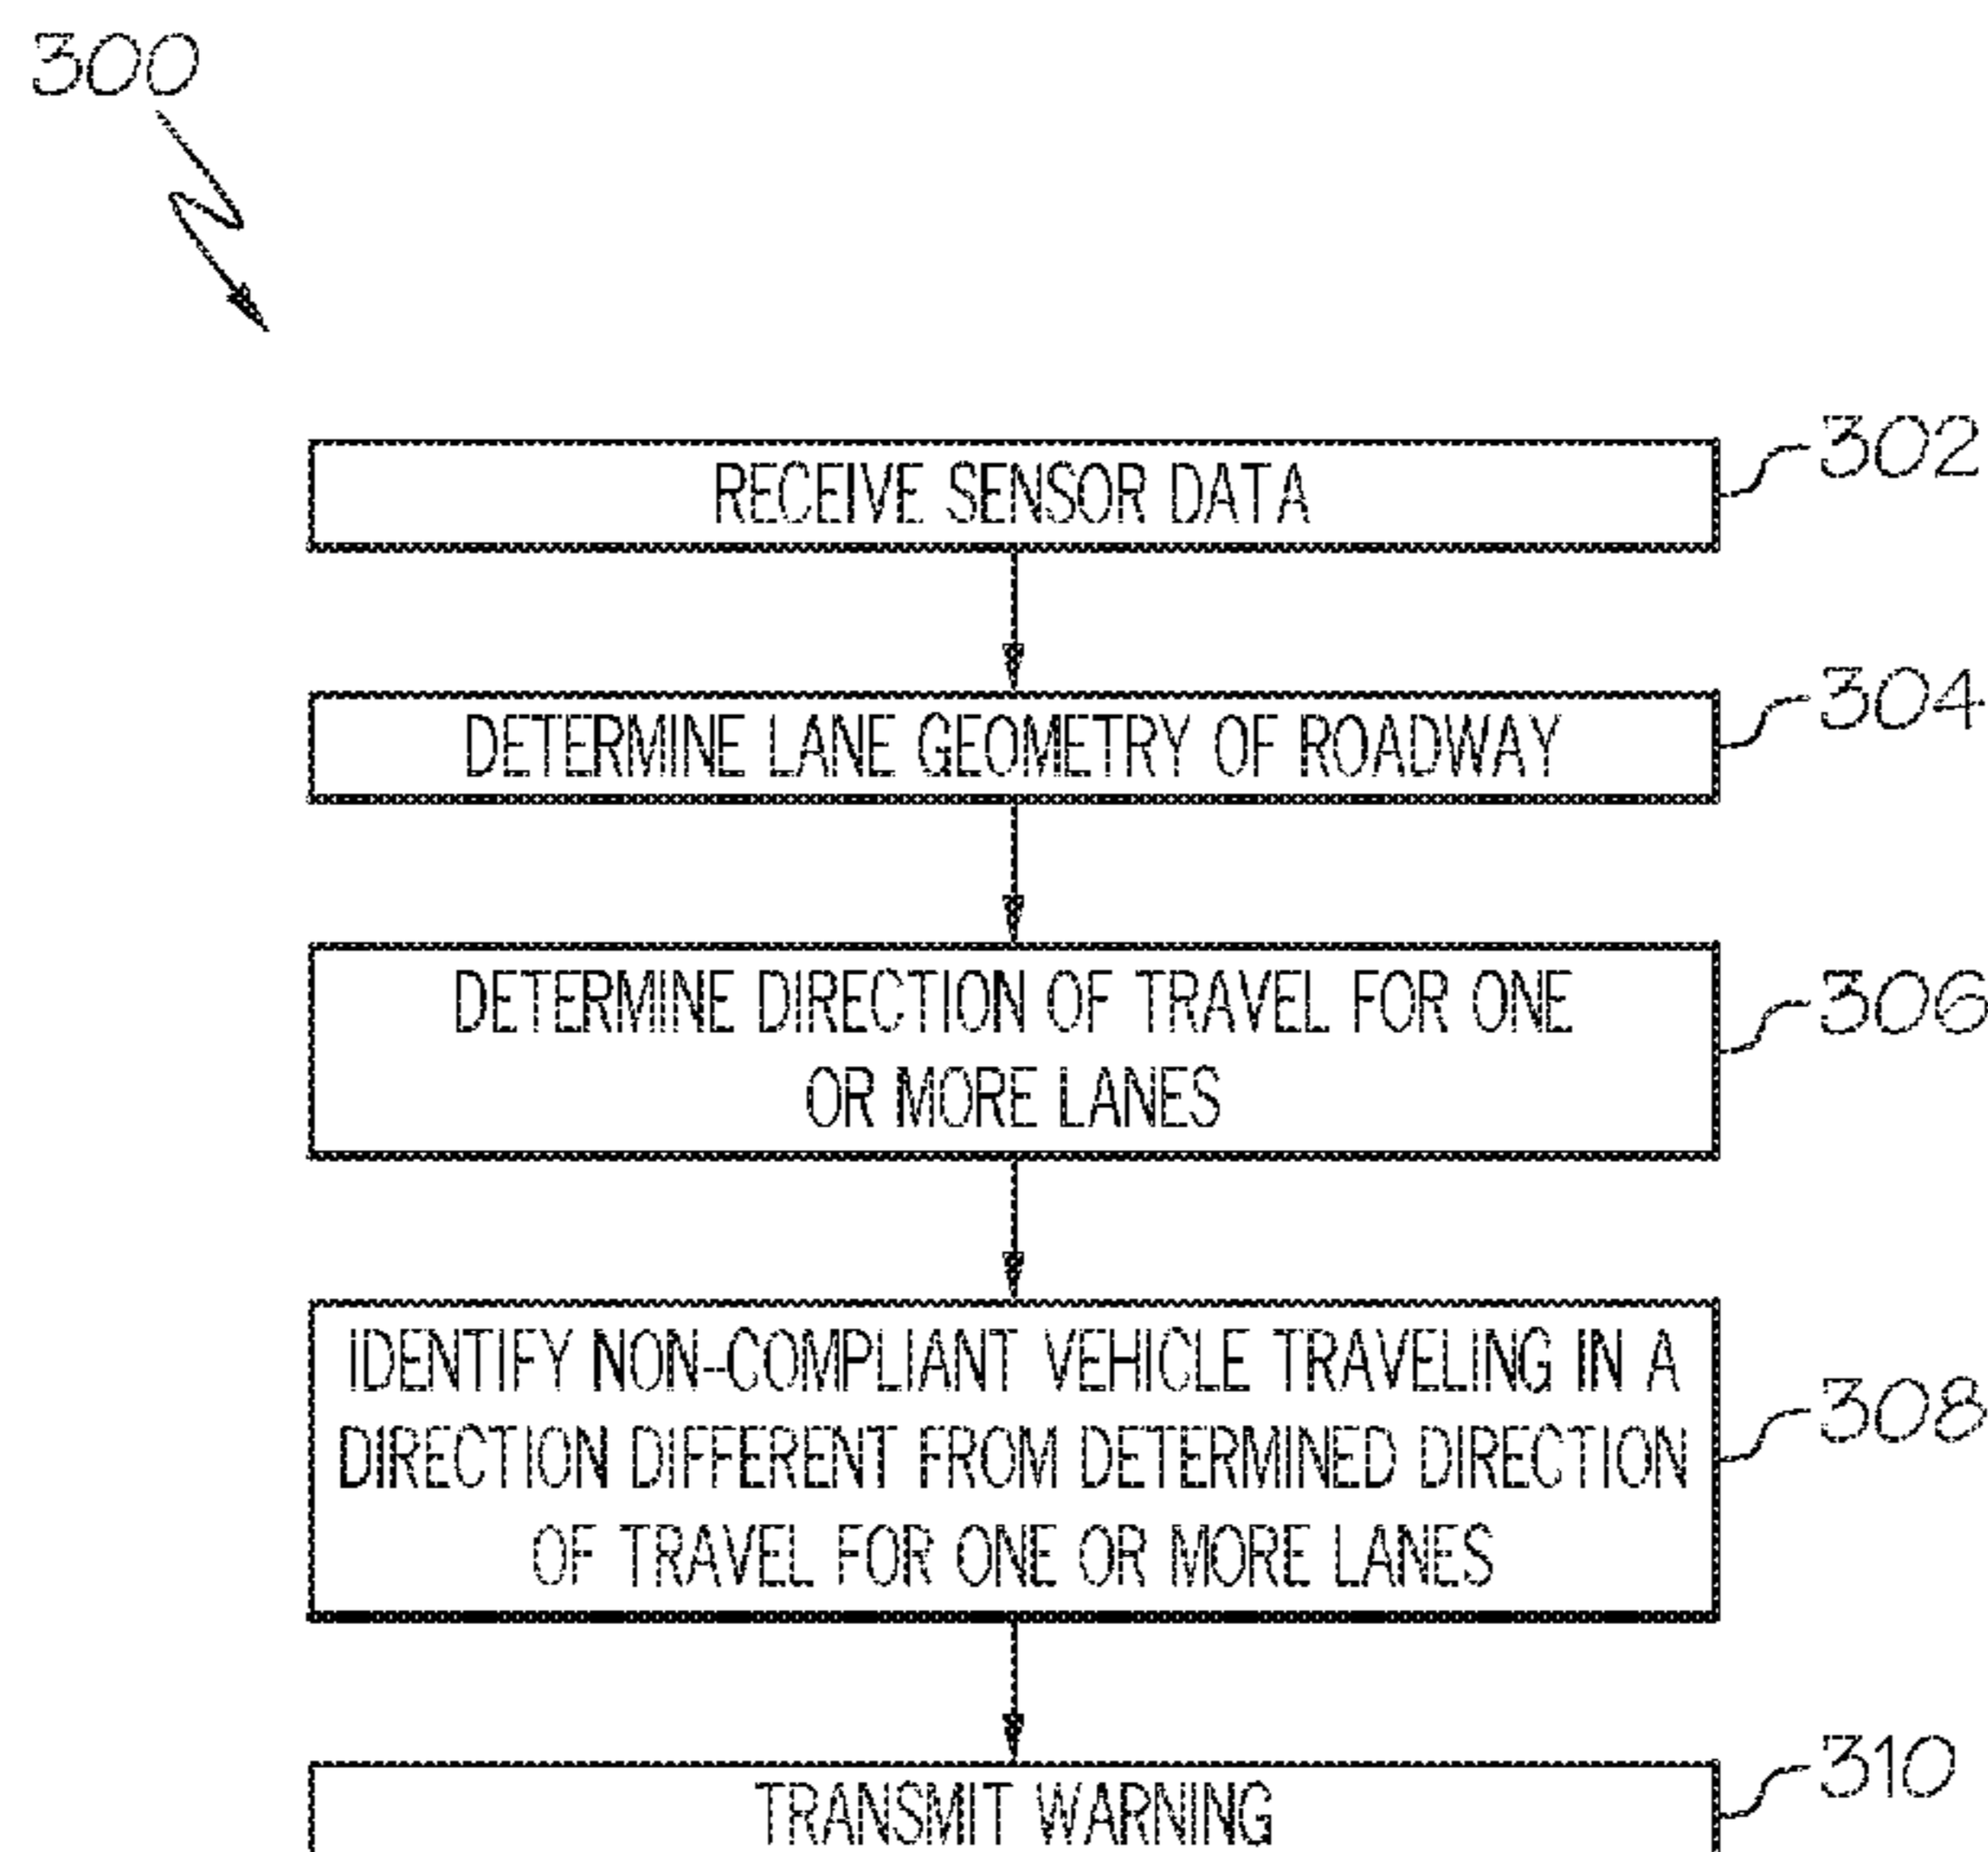 300
RECEIVE SENSOR DATA
302
DETERMINE LANE GEOMETRY OF ROADWAY
304
DETERMINE DIRECTION OF TRAVEL FOR ONE
OR MORE LANES
306
IDENTIFY NON-COMPLIANT VEHICLE TRAVELING IN A
DIRECTION DIFFERENT FROM DETERMINED DIRECTION
OF TRAVEL FOR ONE OR MORE LANES
308
TRANSMIT WARNING
310